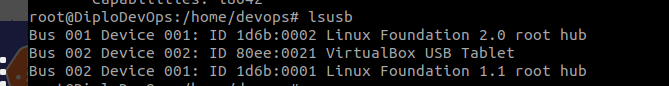 root@DiploDevOps:/home/devops# lsusb
Bus 001 Device 001: ID 1d6b:0002 Linux Foundation 2.0 root hub
Bus 002 Device 002: ID 80ee:0021 VirtualBox USB Tablet
Bus 002 Device 001: ID 1d6b:0001 Linux Foundation 1.1 root hub